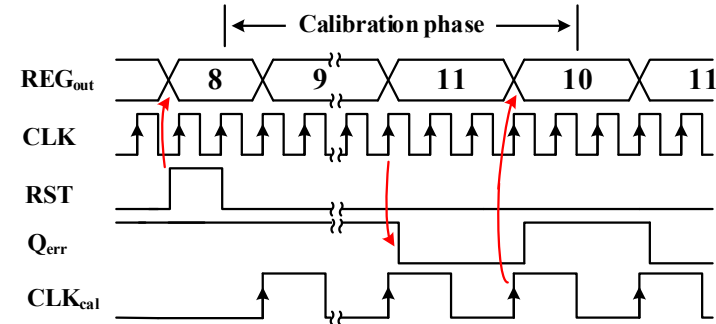 Calibration phase
REGout 8 9 11 10 11
CLK
RST
Qerr
CLKcal